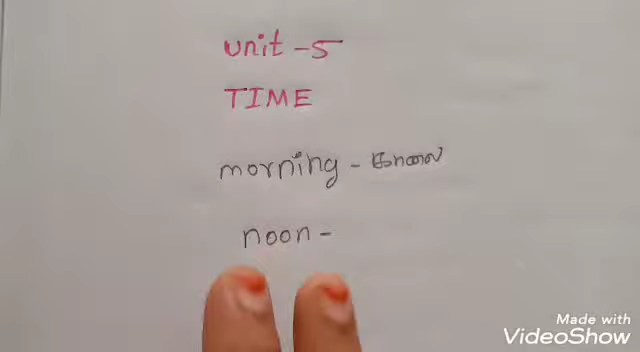 unit - 5
TIME
morning - காலை
noon -
Made with
VideoShow